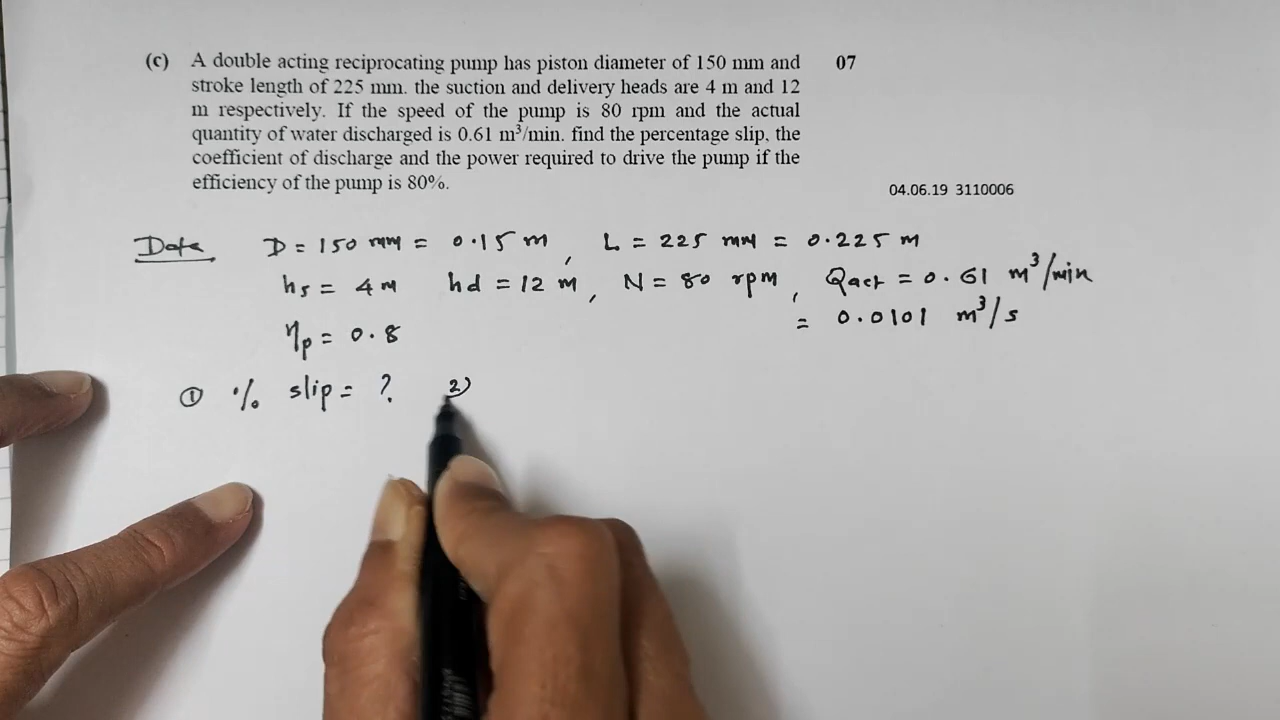 (c) A double acting reciprocating pump has piston diameter of 150 mm and 07
stroke length of 225 mm. the suction and delivery heads are 4 m and 12
m respectively. If the speed of the pump is 80 rpm and the actual
quantity of water discharged is 0.61 m³/min. find the percentage slip, the
coefficient of discharge and the power required to drive the pump if the
efficiency of the pump is 80%.
04.06.19 3110006
Data D = 150 mm = 0.15 m, L = 225 mm = 0.225 m
hs = 4 m hd = 12 m, N = 80 rpm, Qact = 0.61 m³/min
= 0.0101 m³/s
ηp = 0.8
① % slip = ? 2)